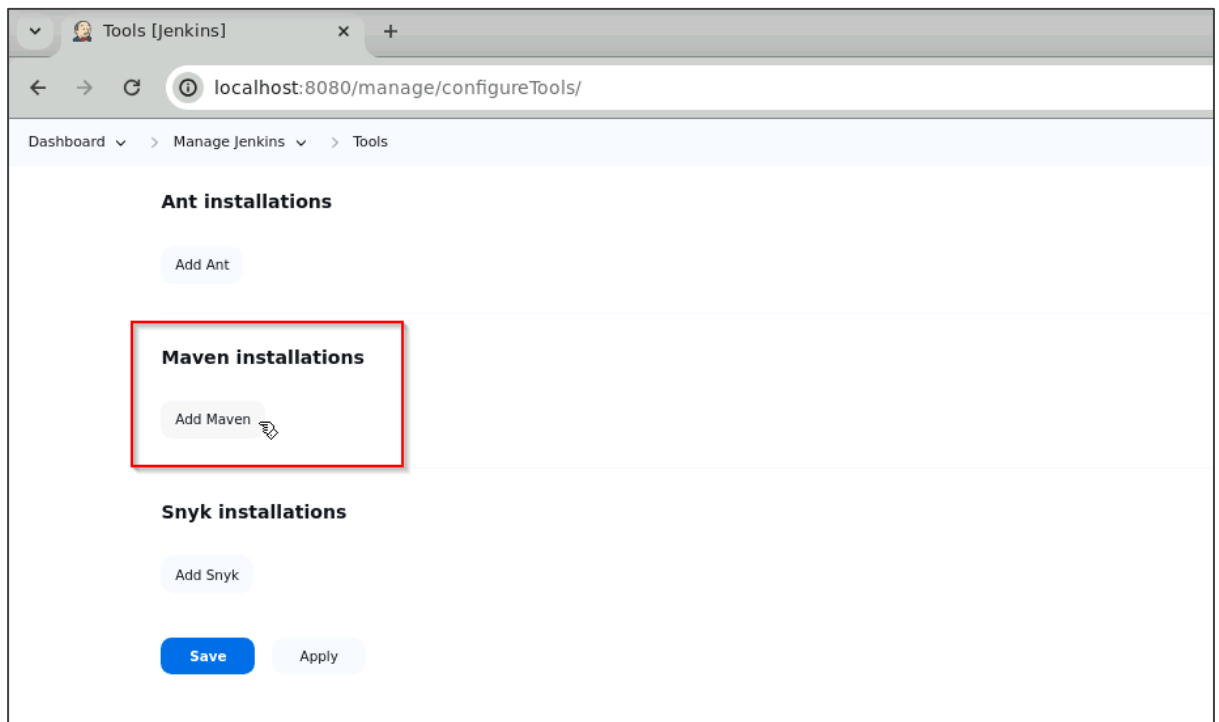 Tools [Jenkins]
localhost:8080/manage/configureTools/
Dashboard > Manage Jenkins > Tools
Ant installations
Add Ant
Maven installations
Add Maven
Snyk installations
Add Snyk
Save Apply